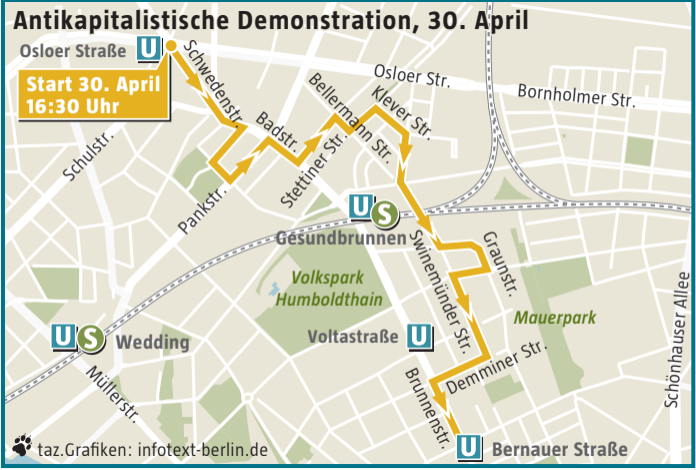 Antikapitalistische Demonstration, 30. April
Osloer Straße U
Start 30. April
16:30 Uhr
Schwedenstr.
Osloer Str.
Bornholmer Str.
Bellermann Str.
Klever Str.
Badstr.
Stettiner Str.
Schulstr.
Pankstr.
U S
Gesundbrunnen
Swinemünder Str.
Graunstr.
Volkspark
Humboldthain
Mauerpark
Schönhauser Allee
U S Wedding
Voltastraße U
Müllerstr.
Brunnenstr.
Demminer Str.
U Bernauer Straße
taz.Grafiken: infotext-berlin.de